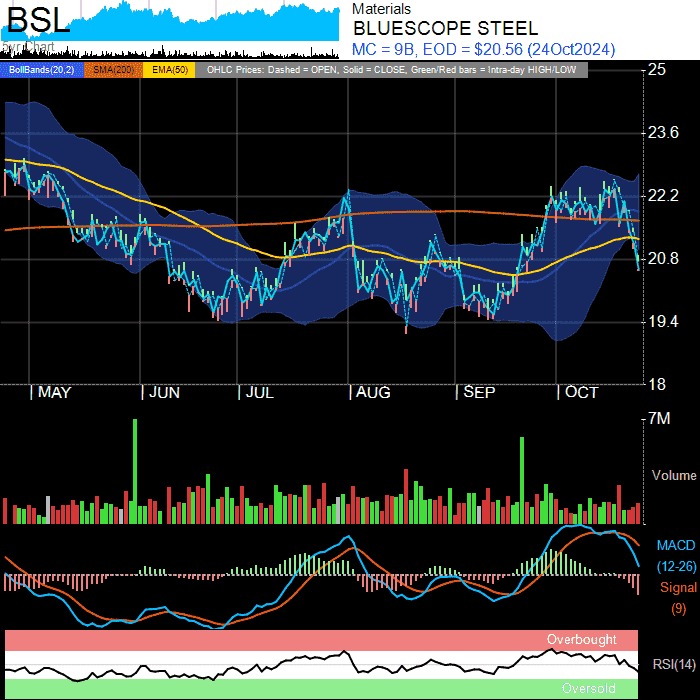 BSL
Materials
BLUESCOPE STEEL
MC = 9B, EOD = $20.56 (24Oct2024)
BollBands(20,2) SMA(200) EMA(50) OHLC Prices: Dashed = OPEN, Solid = CLOSE, Green/Red bars = Intra-day HIGH/LOW
25
23.6
22.2
20.8
19.4
18
MAY JUN JUL AUG SEP OCT
7M
Volume
MACD
(12-26)
Signal
(9)
Overbought
RSI(14)
Oversold